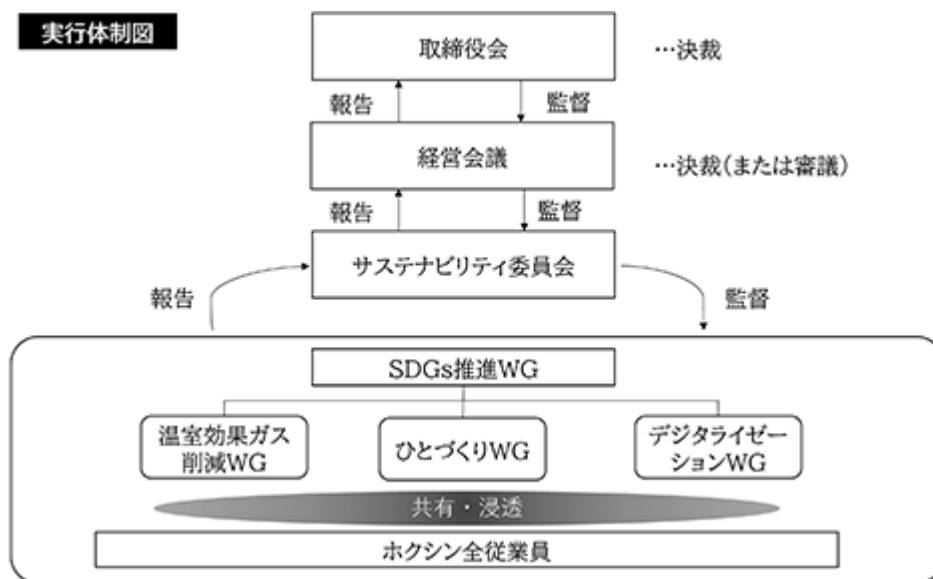 実行体制図
取締役会
…決裁
報告
監督
経営会議
…決裁(または審議)
報告
監督
サステナビリティ委員会
報告
監督
SDGs推進WG
温室効果ガス
削減WG
ひとづくりWG
デジタライゼー
ションWG
共有・浸透
ホクシン全従業員